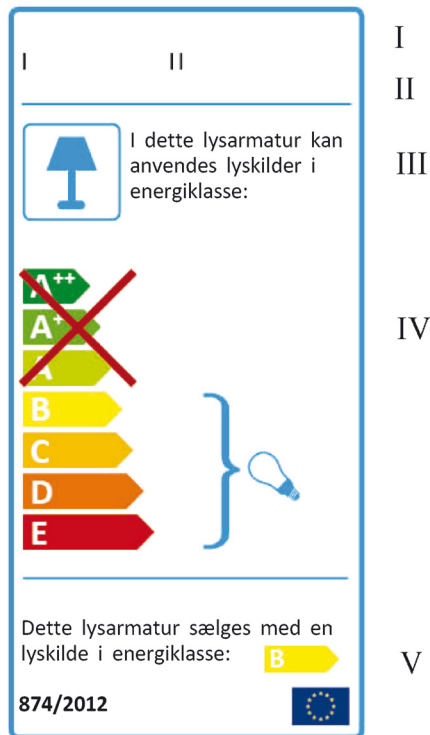 I II
I
II
I dette lysarmatur kan
anvendes lyskilder i
energiklasse:
III
A++
A+
A
IV
B
C
D
E
Dette lysarmatur sælges med en
lyskilde i energiklasse: B
V
874/2012